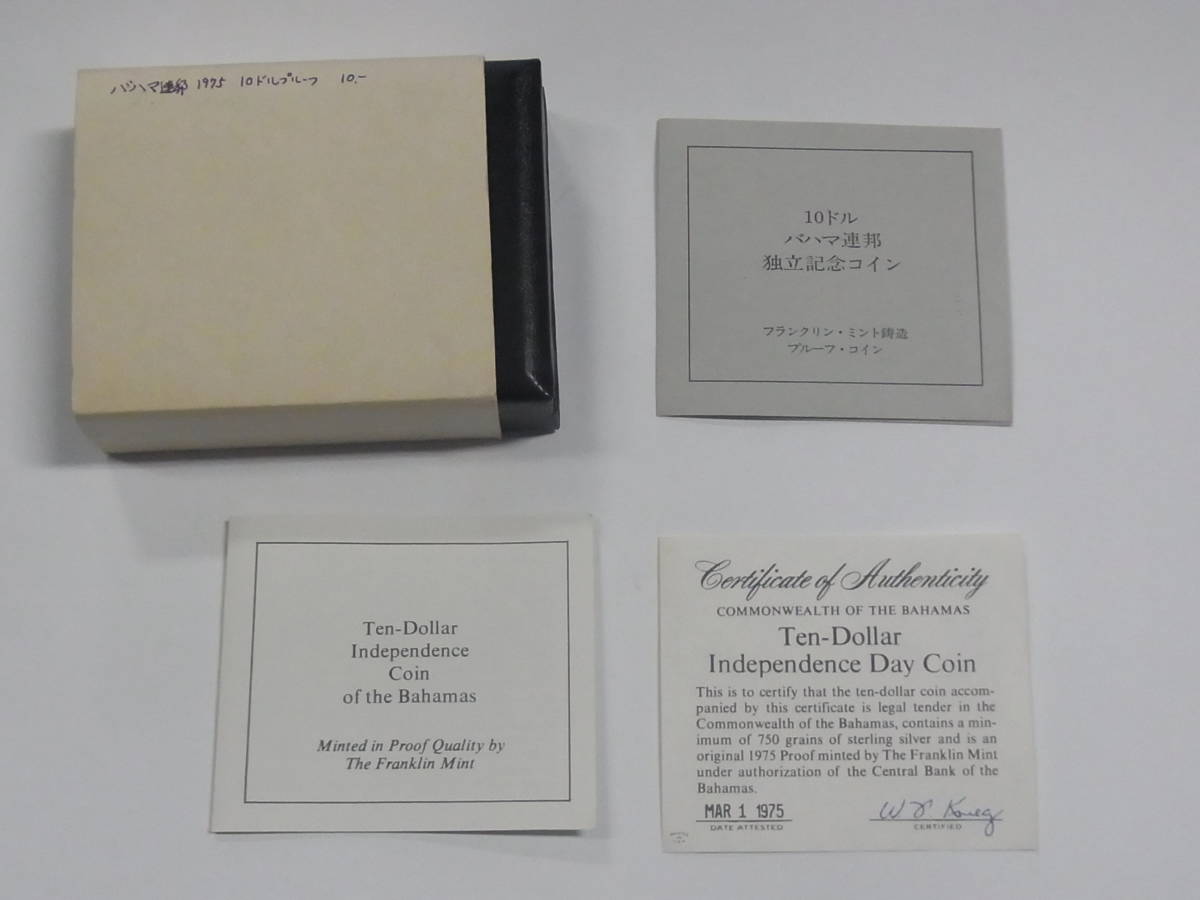 バハマ連邦 1975 10ドルプルーフ 10.-
10ドル
バハマ連邦
独立記念コイン
フランクリン・ミント鋳造
プルーフ・コイン
Ten-Dollar
Independence
Coin
of the Bahamas
Minted in Proof Quality by
The Franklin Mint
Certificate of Authenticity
COMMONWEALTH OF THE BAHAMAS
Ten-Dollar
Independence Day Coin
This is to certify that the ten-dollar coin accom-
panied by this certificate is legal tender in the
Commonwealth of the Bahamas, contains a min-
imum of 750 grains of sterling silver and is an
original 1975 Proof minted by The Franklin Mint
under authorization of the Central Bank of the
Bahamas.
MAR 1 1975
DATE ATTESTED
CERTIFIED